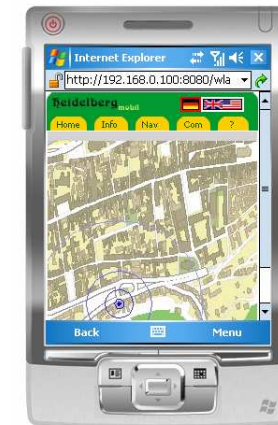 Internet Explorer
http://192.168.0.100:8080/wla
Heidelberg mobil
Home Info Nav Com ?
Back Menu